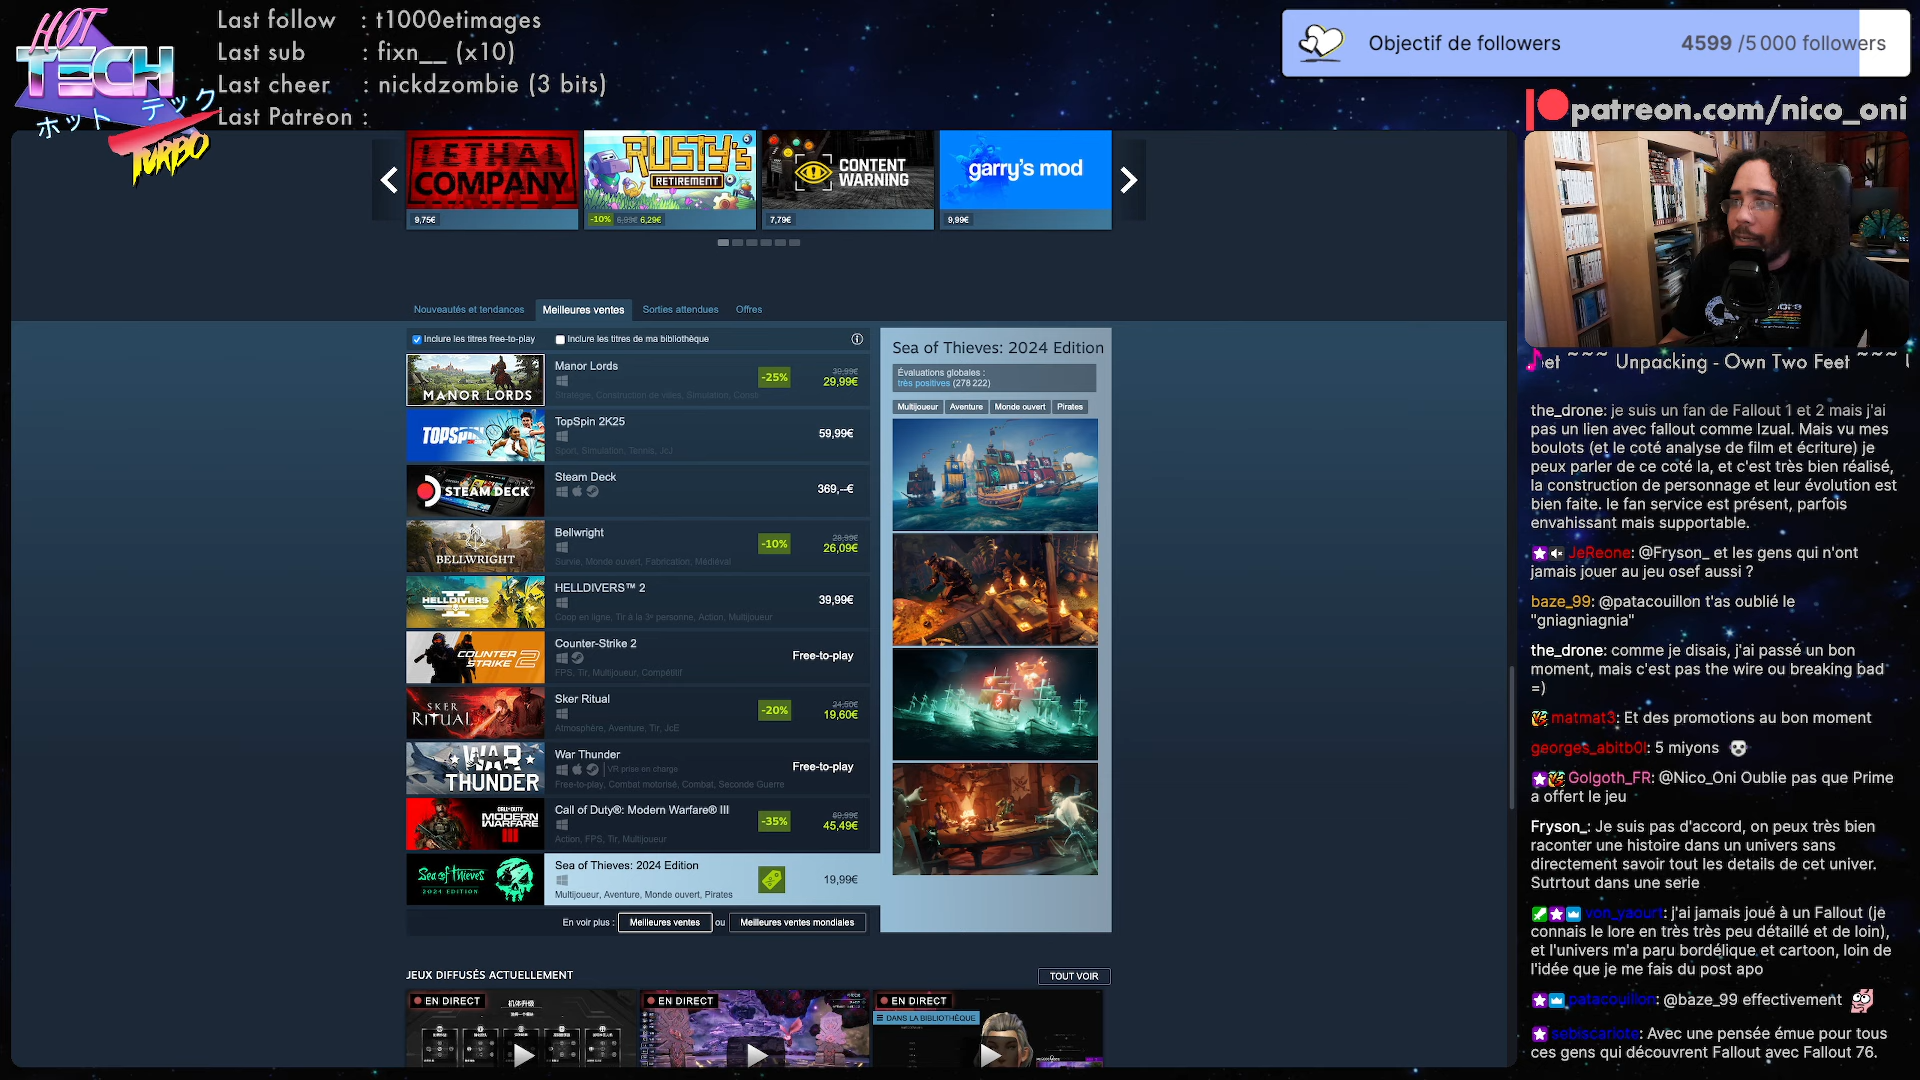 HOT
TECH
ホット テック
TURBO
Last follow : t1000etimages
Last sub : fixn__ (x10)
Last cheer : nickdzombie (3 bits)
Last Patreon :
Objectif de followers 4599 /5 000 followers
patreon.com/nico_oni
LETHAL COMPANY
9,75€
RUSTY's RETIREMENT
-10% 6,99€ 6,29€
CONTENT WARNING
7,79€
garry's mod
9,99€
Nouveautés et tendances Meilleures ventes Sorties attendues Offres
Inclure les titres free-to-play Inclure les titres de ma bibliothèque
MANOR LORDS
Manor Lords
-25% 39,99€ 29,99€
Stratégie, Construction de villes, Simulation,
TopSpin 2K25
59,99€
Sport, Simulation, Tennis, JcJ
STEAM DECK
Steam Deck
369,--€
BELLWRIGHT
Bellwright
-10% 28,99€ 26,09€
Survie, Monde ouvert, Fabrication, Médiéval
HELLDIVERS
HELLDIVERS™ 2
39,99€
Coop en ligne, Tir à la 3e personne, Action, Multijoueur
COUNTER STRIKE 2
Counter-Strike 2
Free-to-play
FPS, Tir, Multijoueur, Compétitif
SKER RITUAL
Sker Ritual
-20% 24,50€ 19,60€
Atmosphère, Aventure, Tir, JcE
WAR THUNDER
War Thunder
VR prise en charge
Free-to-play
Free-to-play, Combat motorisé, Combat, Seconde Guerre
CALL OF DUTY MODERN WARFARE III
Call of Duty®: Modern Warfare® III
-35% 69,99€ 45,49€
Action, FPS, Tir, Multijoueur
Sea of Thieves 2024 EDITION
Sea of Thieves: 2024 Edition
19,99€
Multijoueur, Aventure, Monde ouvert, Pirates
En voir plus : Meilleures ventes ou Meilleures ventes mondiales
Sea of Thieves: 2024 Edition
Évaluations globales :
très positives (278 222)
Multijoueur Aventure Monde ouvert Pirates
JEUX DIFFUSÉS ACTUELLEMENT TOUT VOIR
EN DIRECT
EN DIRECT
EN DIRECT
DANS LA BIBLIOTHÈQUE
eet ~~~ Unpacking - Own Two Feet ~~~
the_drone: je suis un fan de Fallout 1 et 2 mais j'ai
pas un lien avec fallout comme Izual. Mais vu mes
boulots (et le coté analyse de film et écriture) je
peux parler de ce coté la, et c'est très bien réalisé,
la construction de personnage et leur évolution est
bien faite. le fan service est présent, parfois
envahissant mais supportable.
JeReone: @Fryson_ et les gens qui n'ont
jamais jouer au jeu osef aussi ?
baze_99: @patacouillon t'as oublié le
"gniagniagnia"
the_drone: comme je disais, j'ai passé un bon
moment, mais c'est pas the wire ou breaking bad
=)
matmat3: Et des promotions au bon moment
georges_abitb0l: 5 miyons
Golgoth_FR: @Nico_Oni Oublie pas que Prime
a offert le jeu
Fryson_: Je suis pas d'accord, on peux très bien
raconter une histoire dans un univers sans
directement savoir tout les details de cet univer.
Sutrtout dans une serie
von_yaourt: j'ai jamais joué à un Fallout (je
connais le lore en très très peu détaillé et de loin),
et l'univers m'a paru bordélique et cartoon, loin de
l'idée que je me fais du post apo
patacouillon: @baze_99 effectivement
sebiscariote: Avec une pensée émue pour tous
ces gens qui découvrent Fallout avec Fallout 76.